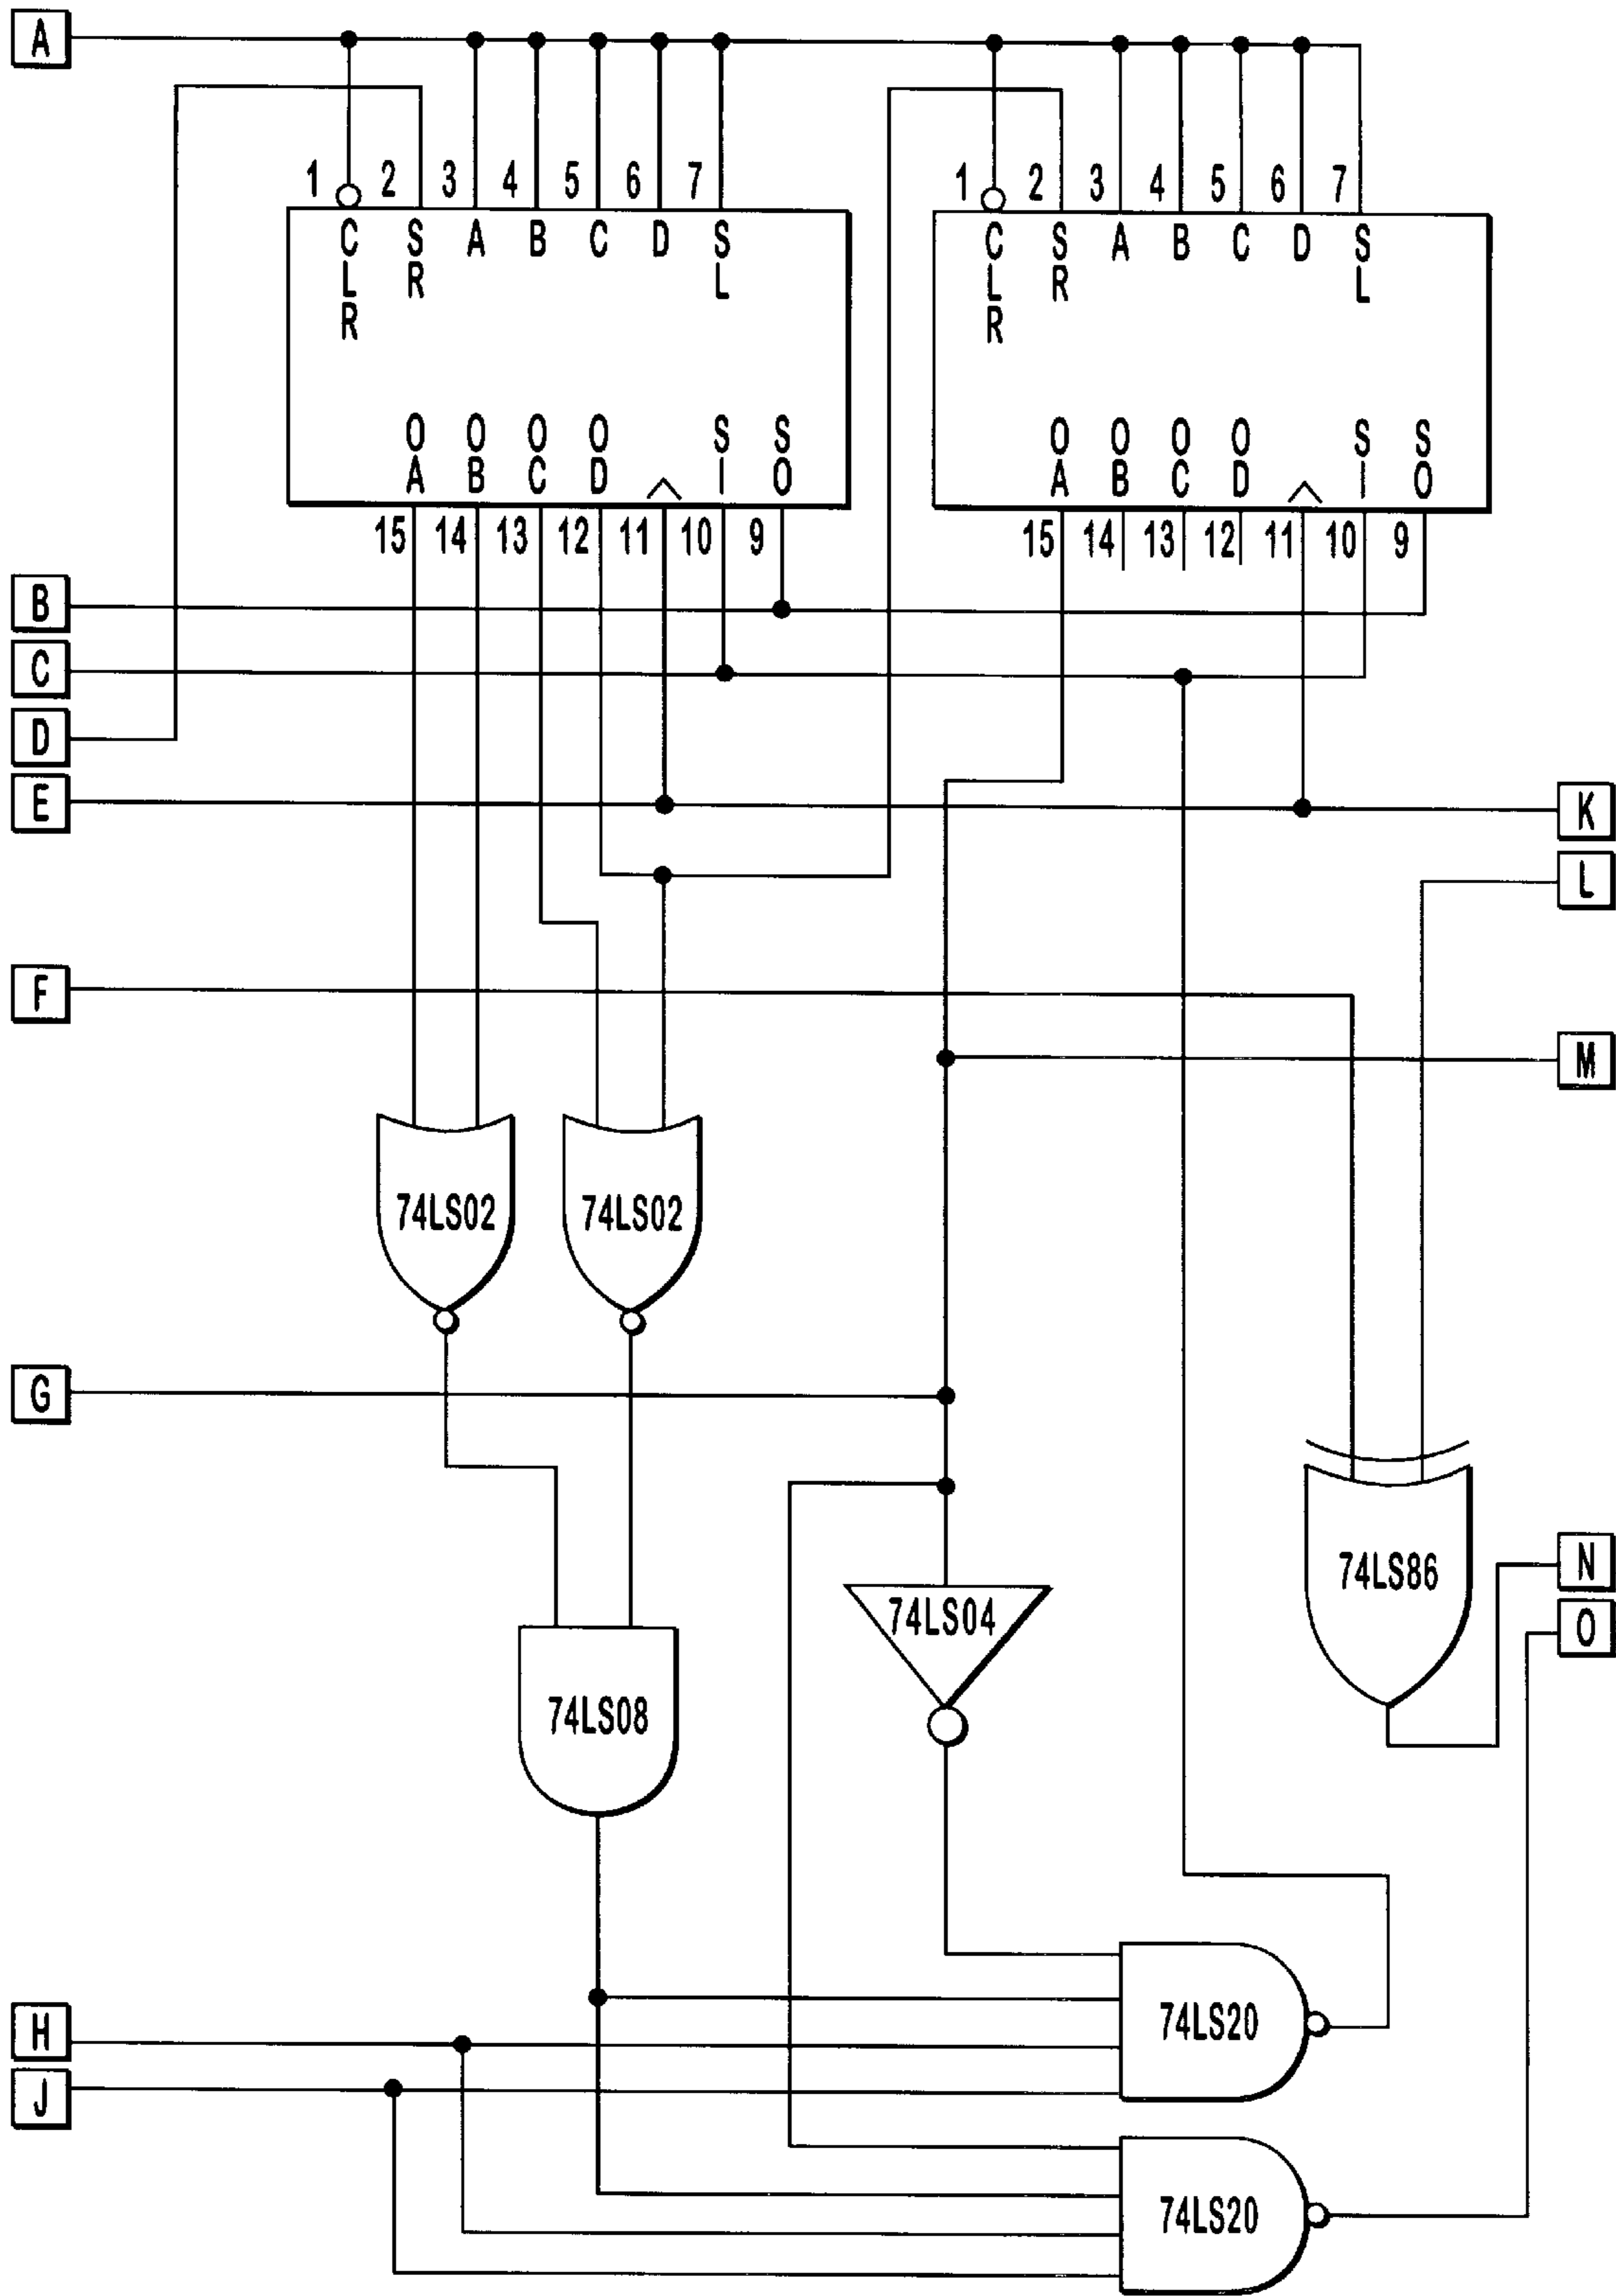 A
1 2 3 4 5 6 7
1 2 3 4 5 6 7
CLR SR A B C D SL
CLR SR A B C D SL
OA OB OC OD SI SO
OA OB OC OD SI SO
15 14 13 12 11 10 9
15 14 13 12 11 10 9
B
C
D
E
K
L
F
M
74LS02 74LS02
G
74LS86
N
74LS04
O
74LS08
H
74LS20
J
74LS20